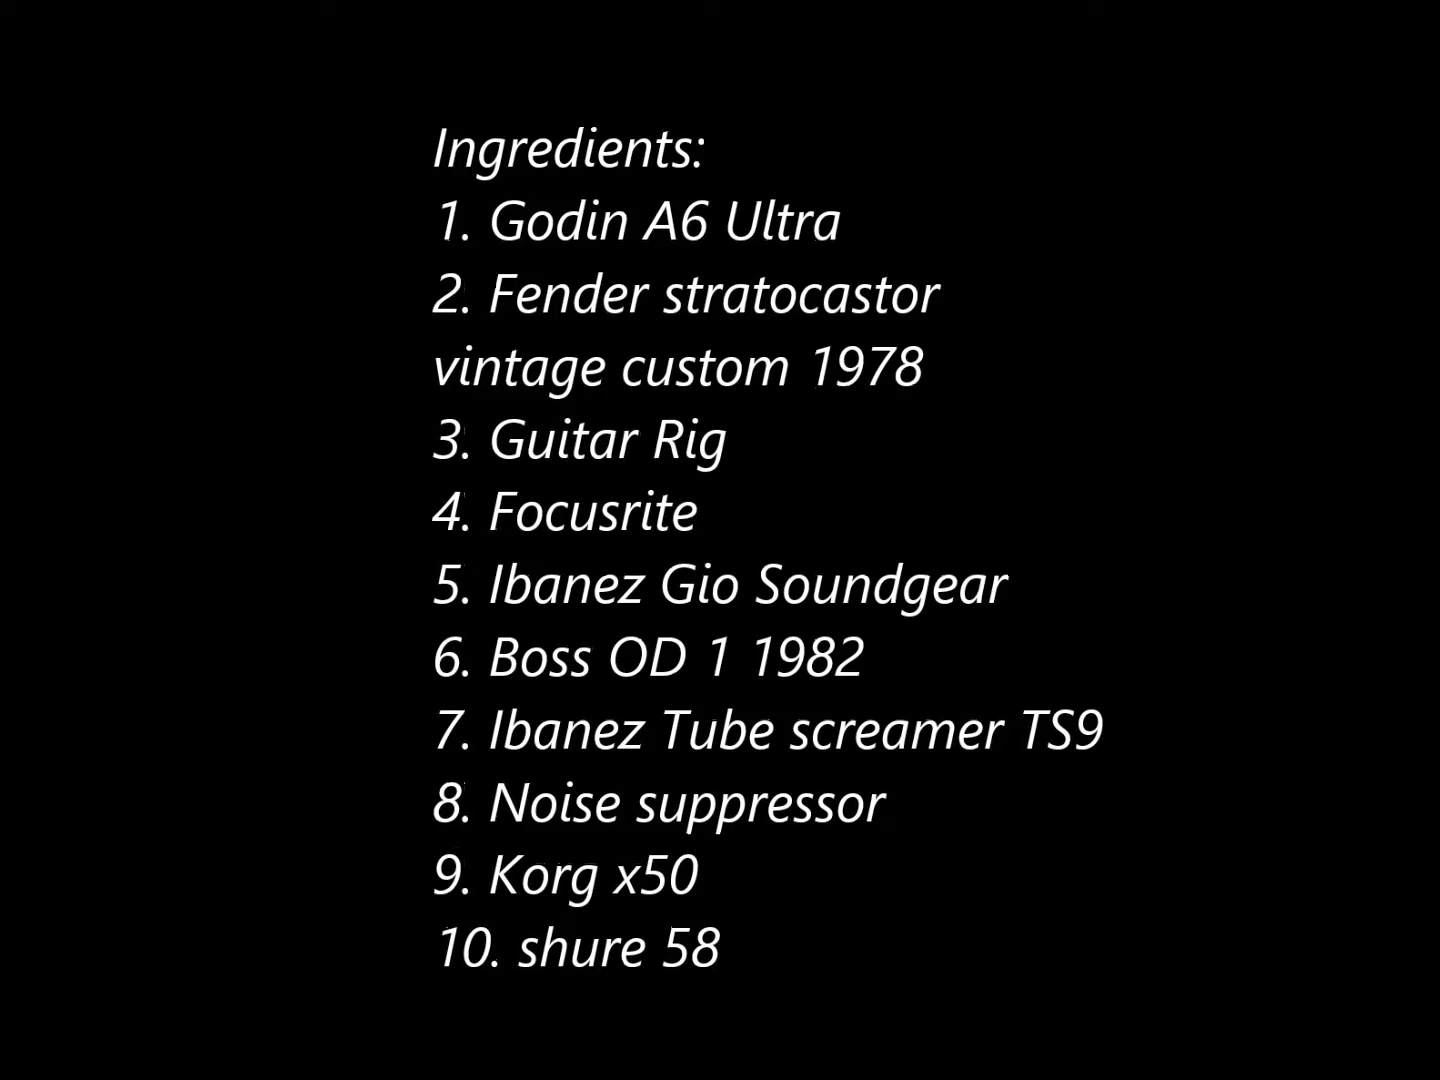 Ingredients:
1. Godin A6 Ultra
2. Fender stratocastor
vintage custom 1978
3. Guitar Rig
4. Focusrite
5. Ibanez Gio Soundgear
6. Boss OD 1 1982
7. Ibanez Tube screamer TS9
8. Noise suppressor
9. Korg x50
10. shure 58